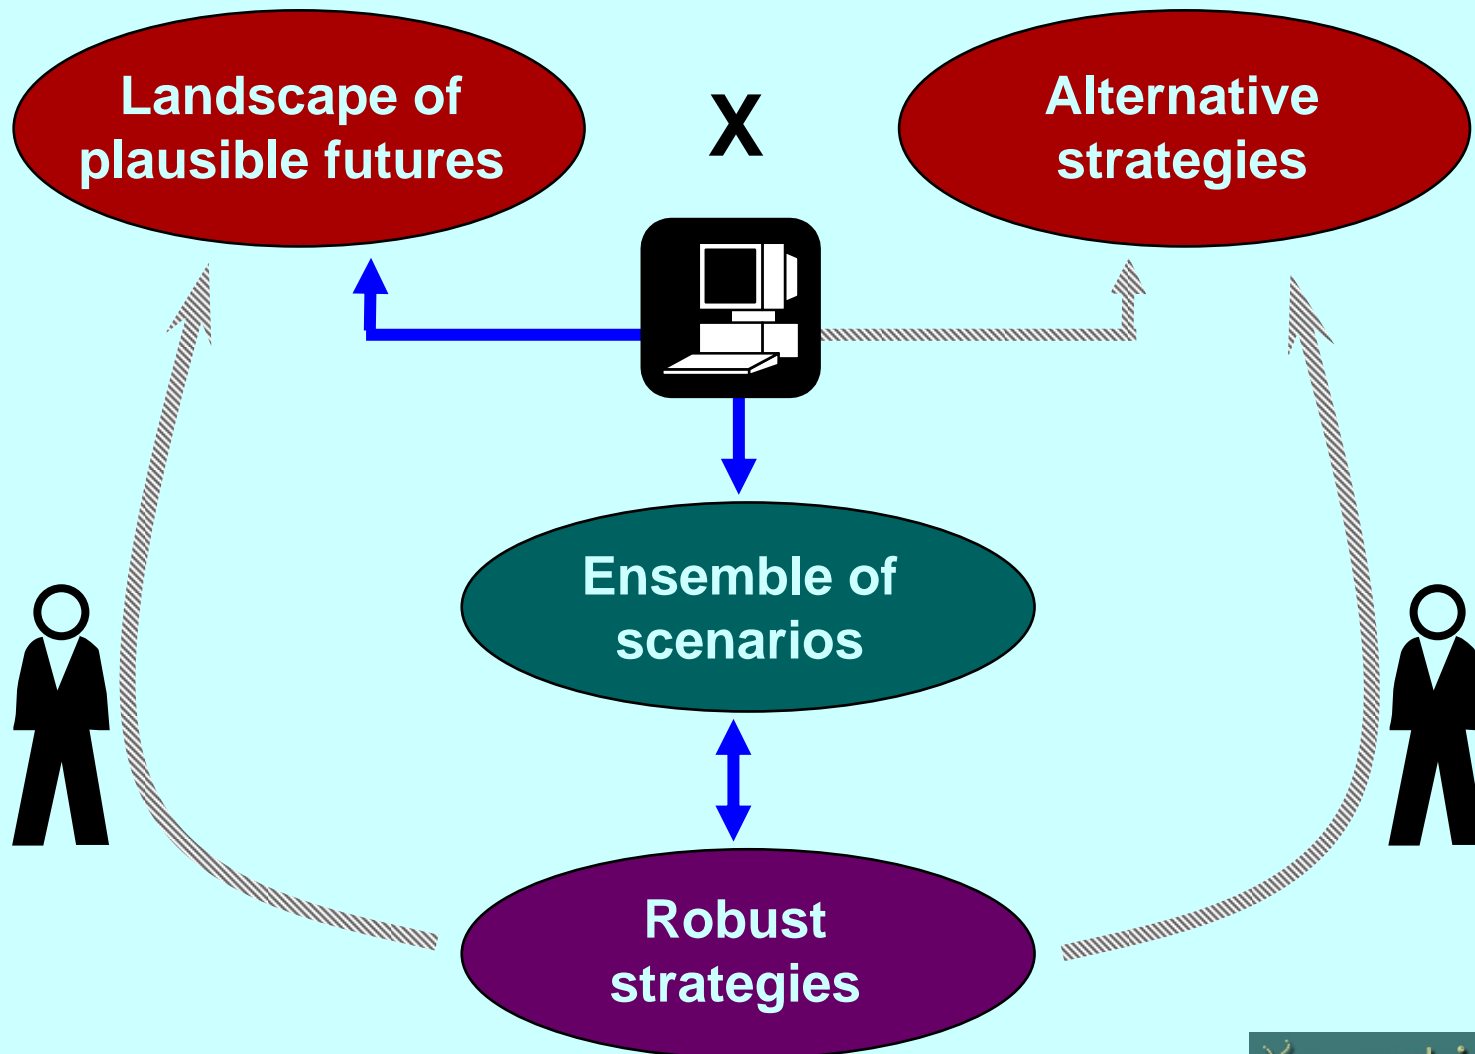 Landscape of
plausible futures
X
Alternative
strategies
Ensemble of
scenarios
Robust
strategies